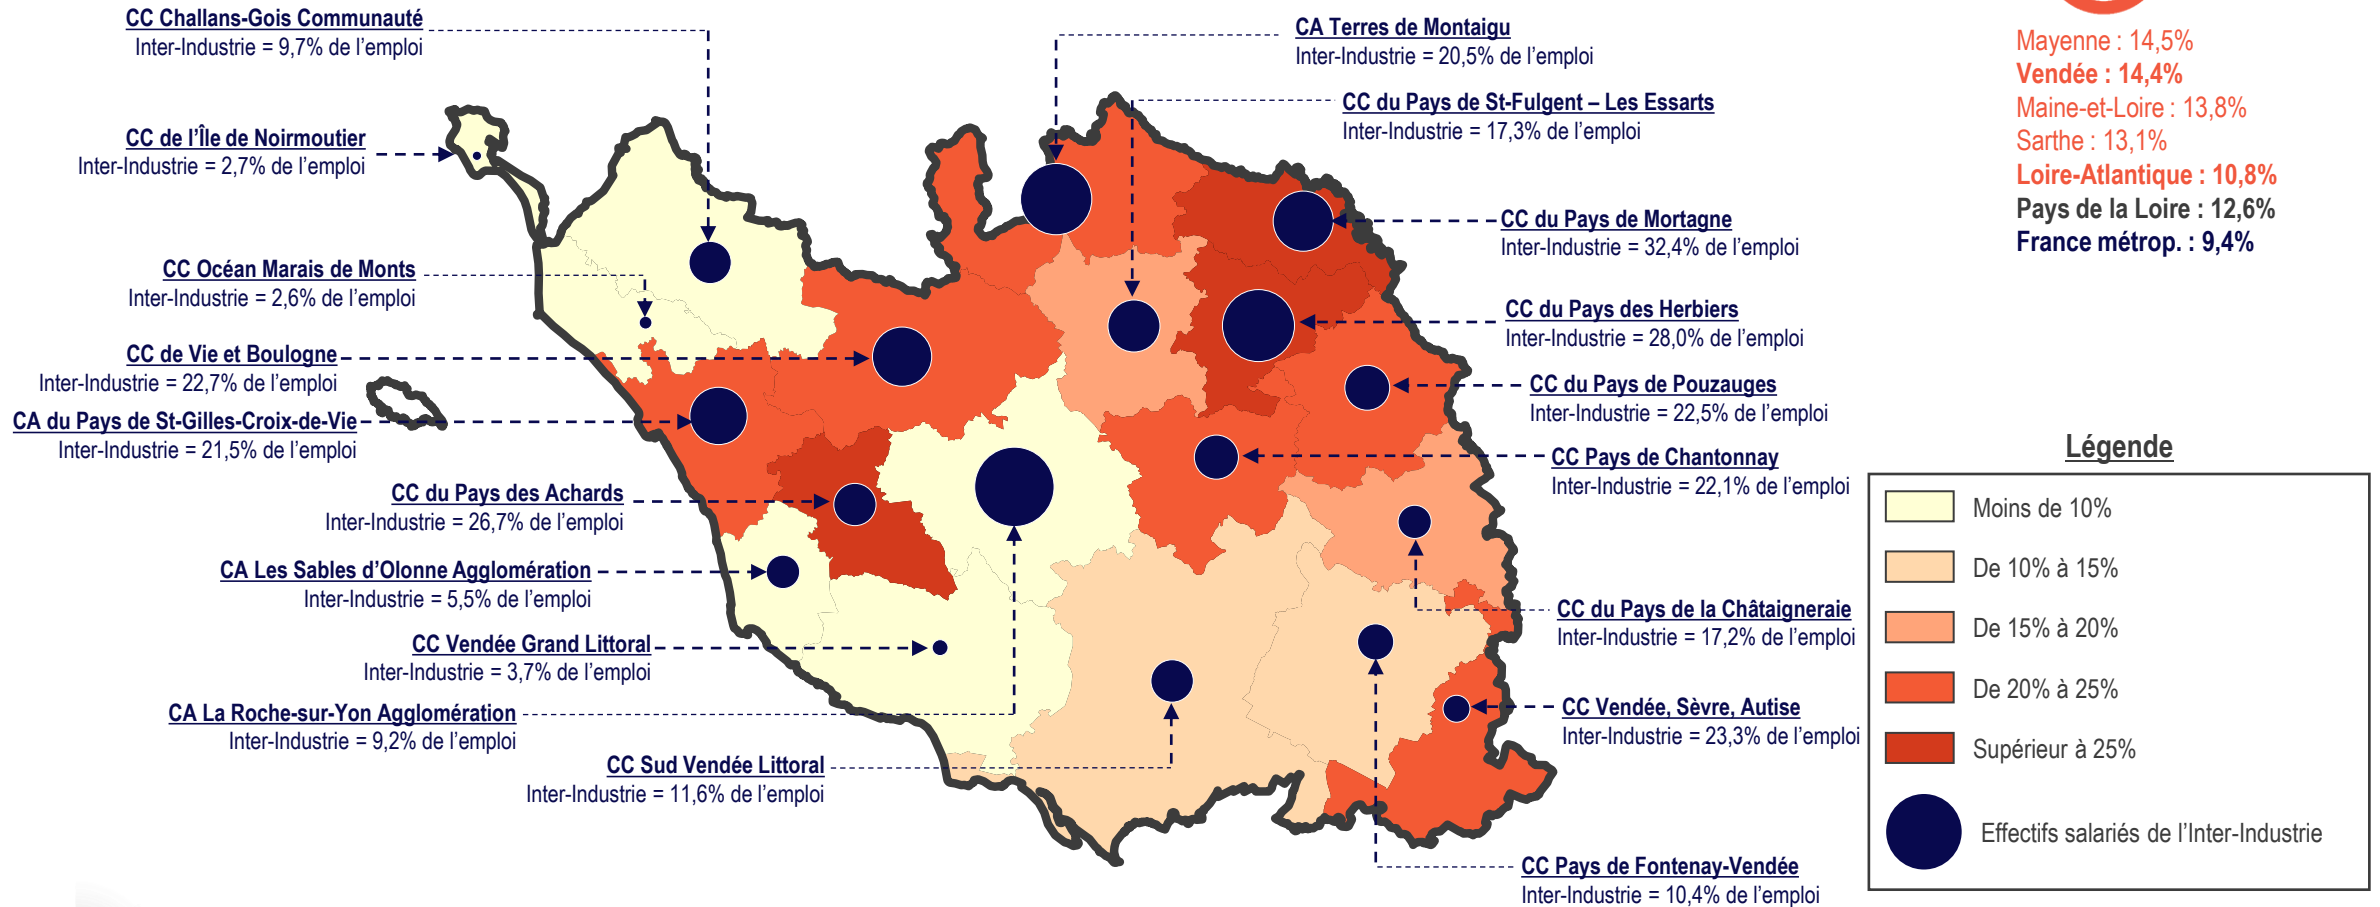 CC Challans-Gois Communauté
Inter-Industrie = 9,7% de l’emploi
CC de l’Île de Noirmoutier
Inter-Industrie = 2,7% de l’emploi
CC Océan Marais de Monts
Inter-Industrie = 2,6% de l’emploi
CC de Vie et Boulogne
Inter-Industrie = 22,7% de l’emploi
CA du Pays de St-Gilles-Croix-de-Vie
Inter-Industrie = 21,5% de l’emploi
CC du Pays des Achards
Inter-Industrie = 26,7% de l’emploi
CA Les Sables d’Olonne Agglomération
Inter-Industrie = 5,5% de l’emploi
CC Vendée Grand Littoral
Inter-Industrie = 3,7% de l’emploi
CA La Roche-sur-Yon Agglomération
Inter-Industrie = 9,2% de l’emploi
CC Sud Vendée Littoral
Inter-Industrie = 11,6% de l’emploi
CA Terres de Montaigu
Inter-Industrie = 20,5% de l’emploi
CC du Pays de St-Fulgent – Les Essarts
Inter-Industrie = 17,3% de l’emploi
CC du Pays de Mortagne
Inter-Industrie = 32,4% de l’emploi
CC du Pays des Herbiers
Inter-Industrie = 28,0% de l’emploi
CC du Pays de Pouzauges
Inter-Industrie = 22,5% de l’emploi
CC Pays de Chantonnay
Inter-Industrie = 22,1% de l’emploi
CC du Pays de la Châtaigneraie
Inter-Industrie = 17,2% de l’emploi
CC Vendée, Sèvre, Autise
Inter-Industrie = 23,3% de l’emploi
CC Pays de Fontenay-Vendée
Inter-Industrie = 10,4% de l’emploi
Mayenne : 14,5%
Vendée : 14,4%
Maine-et-Loire : 13,8%
Sarthe : 13,1%
Loire-Atlantique : 10,8%
Pays de la Loire : 12,6%
France métrop. : 9,4%
Légende
Moins de 10%
De 10% à 15%
De 15% à 20%
De 20% à 25%
Supérieur à 25%
Effectifs salariés de l’Inter-Industrie